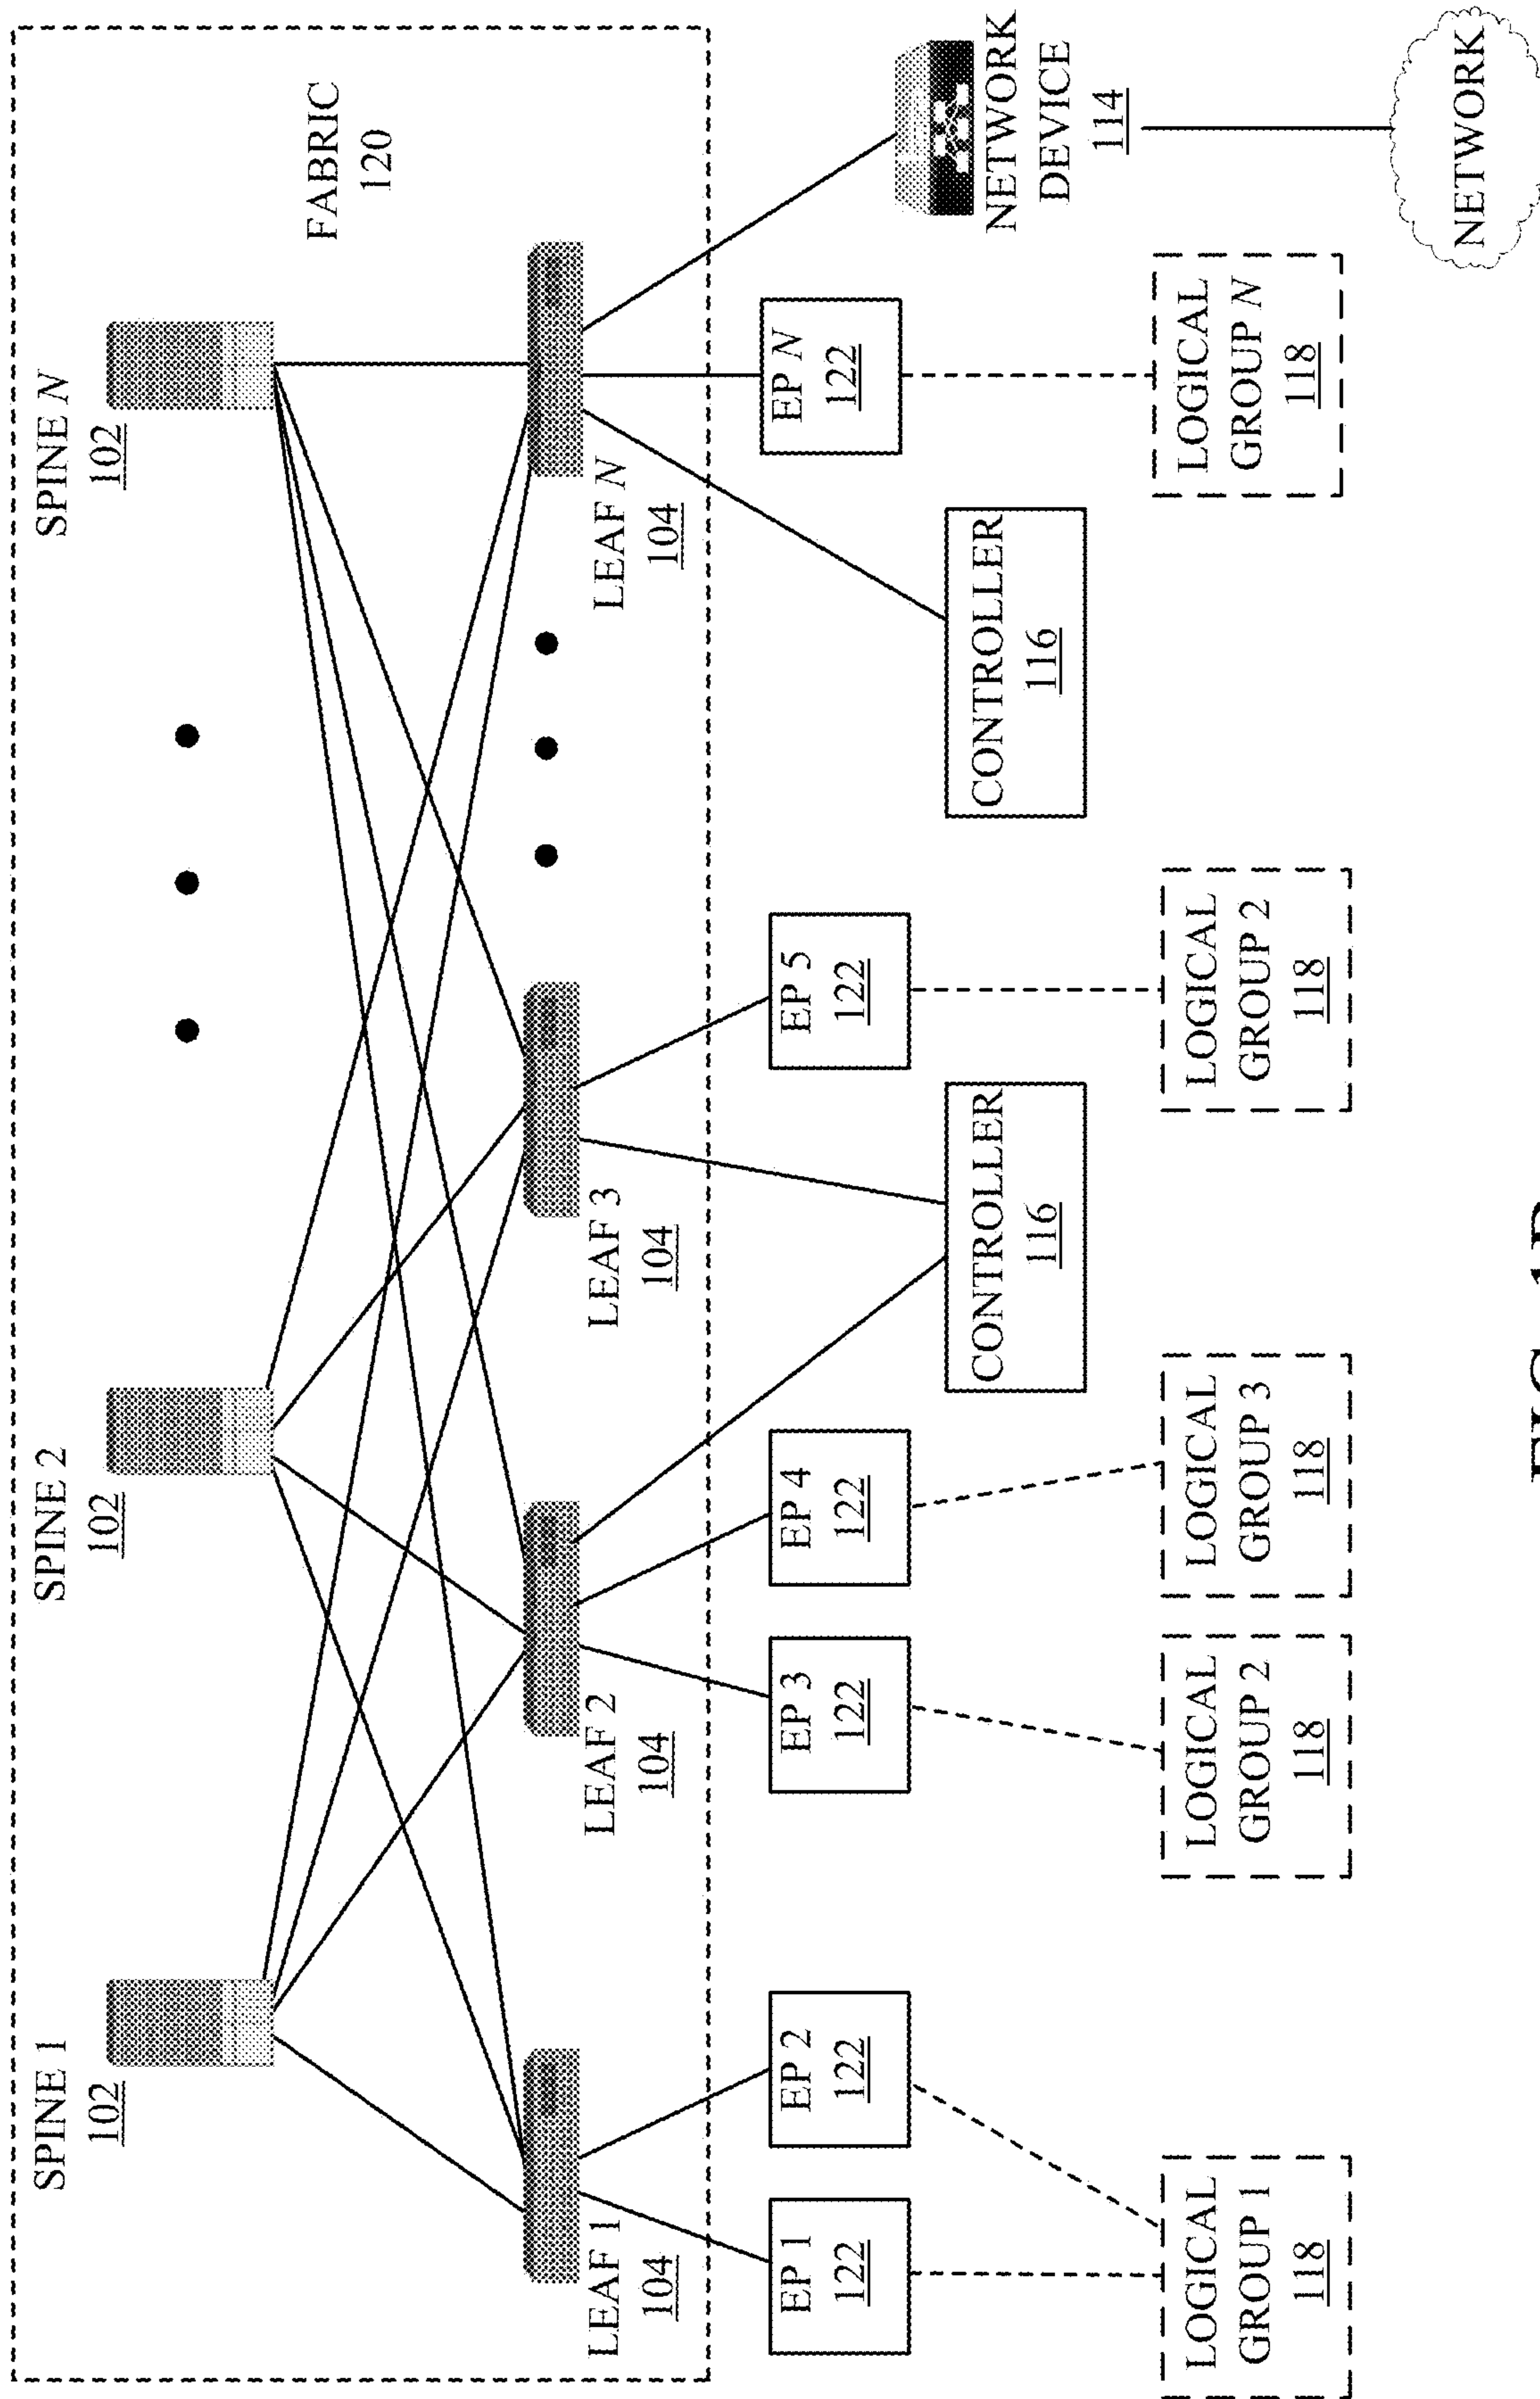 SPINE 1
102
SPINE 2
102
SPINE N
102
FABRIC
120
LEAF 1
104
LEAF 2
104
LEAF 3
104
LEAF N
104
EP 1
122
EP 2
122
EP 3
122
EP 4
122
EP 5
122
EP N
122
CONTROLLER
116
CONTROLLER
116
NETWORK
DEVICE
114
LOGICAL
GROUP 1
118
LOGICAL
GROUP 2
118
LOGICAL
GROUP 3
118
LOGICAL
GROUP 2
118
LOGICAL
GROUP N
118
NETWORK